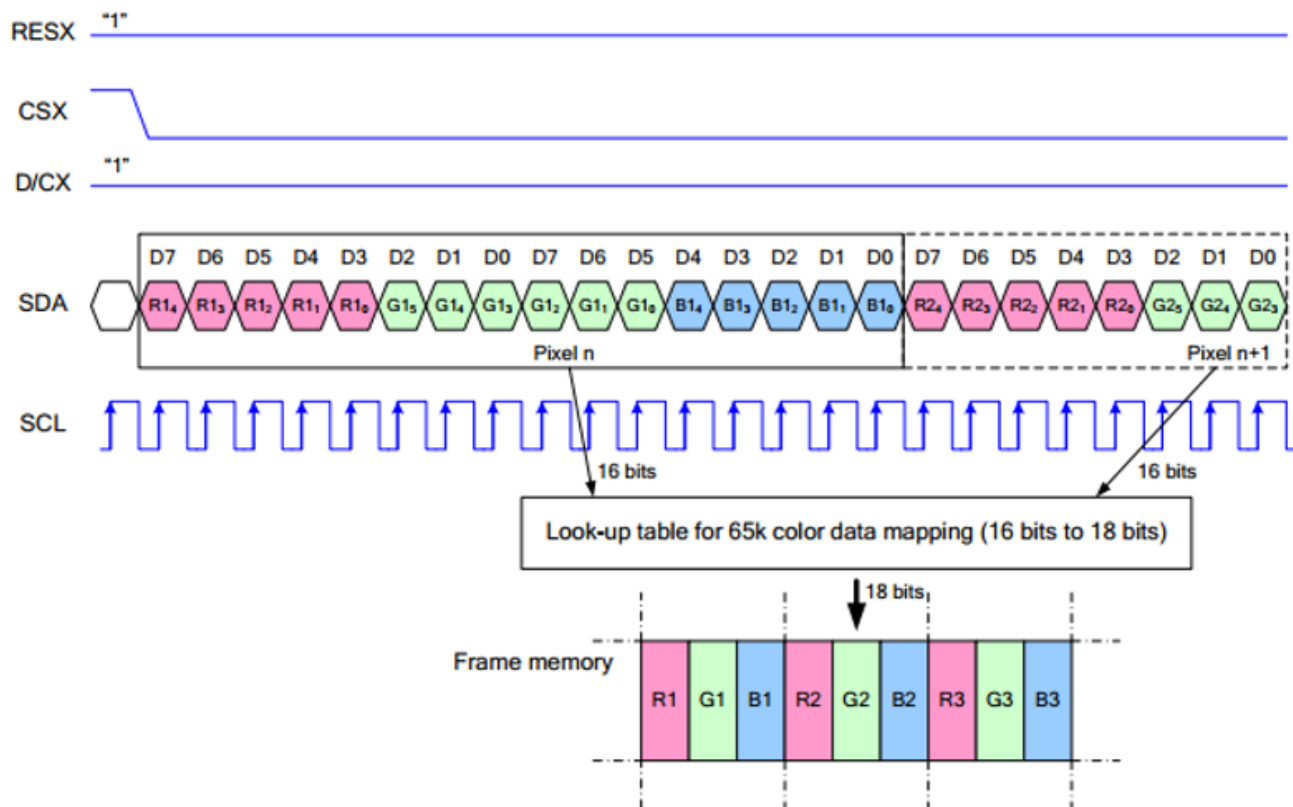 RESX “1”
CSX
D/CX “1”
D7 D6 D5 D4 D3 D2 D1 D0 D7 D6 D5 D4 D3 D2 D1 D0 D7 D6 D5 D4 D3 D2 D1 D0
SDA R1₄ R1₃ R1₂ R1₁ R1₀ G1₅ G1₄ G1₃ G1₂ G1₁ G1₀ B1₄ B1₃ B1₂ B1₁ B1₀ R2₄ R2₃ R2₂ R2₁ R2₀ G2₅ G2₄ G2₃
Pixel n Pixel n+1
SCL
16 bits 16 bits
Look-up table for 65k color data mapping (16 bits to 18 bits)
18 bits
Frame memory
R1 G1 B1 R2 G2 B2 R3 G3 B3